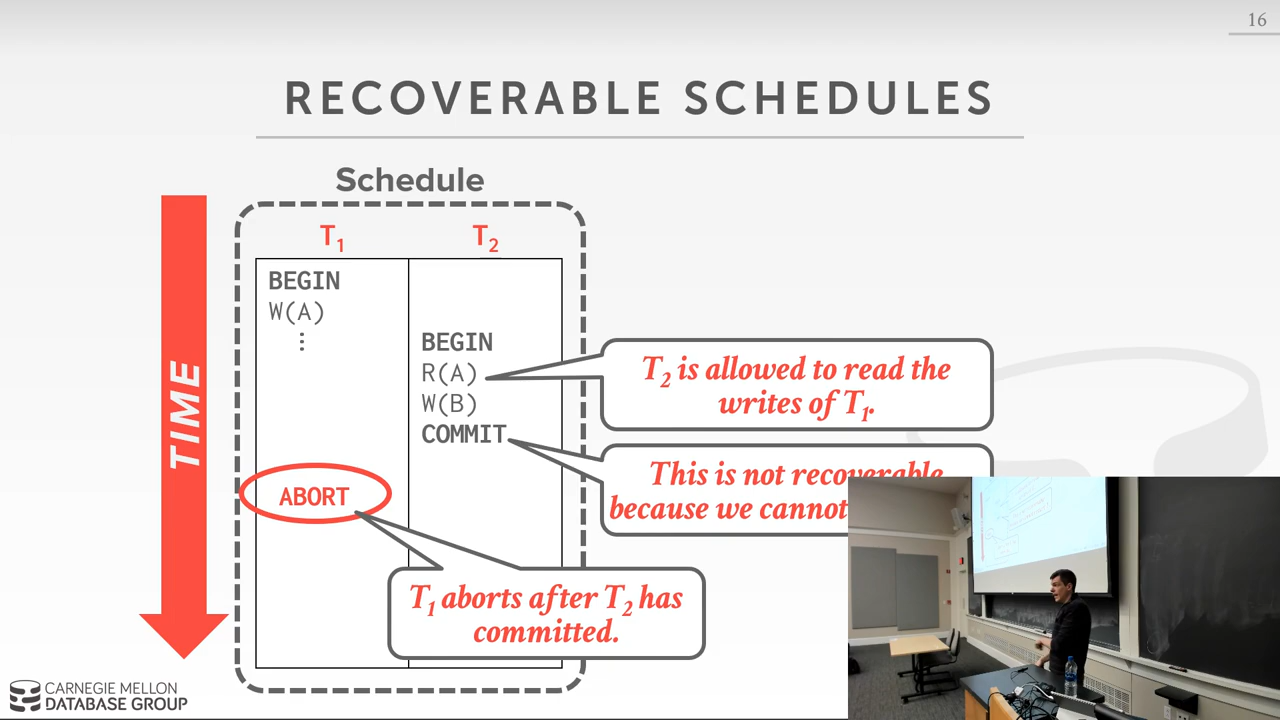 16
RECOVERABLE SCHEDULES
Schedule
TIME
T1
T2
BEGIN
W(A)
⋮
BEGIN
R(A)
W(B)
COMMIT
ABORT
T2 is allowed to read the
writes of T1.
This is not recoverable
because we cannot
T1 aborts after T2 has
committed.
CARNEGIE MELLON
DATABASE GROUP